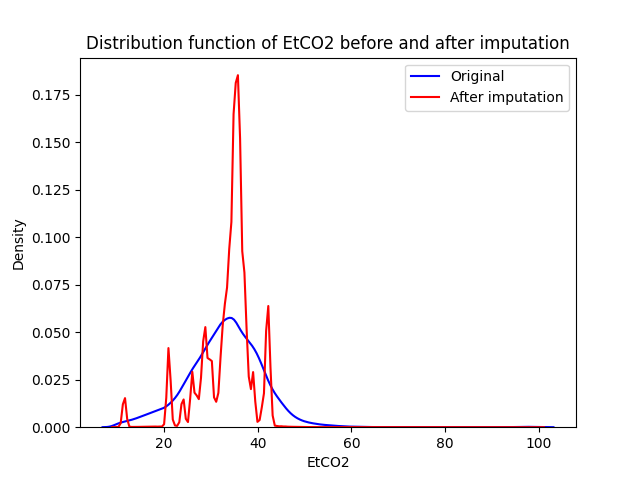 Distribution function of EtCO2 before and after imputation
Original
After imputation
0.175
0.150
0.125
0.100
0.075
0.050
0.025
0.000
Density
20
40
60
80
100
EtCO2